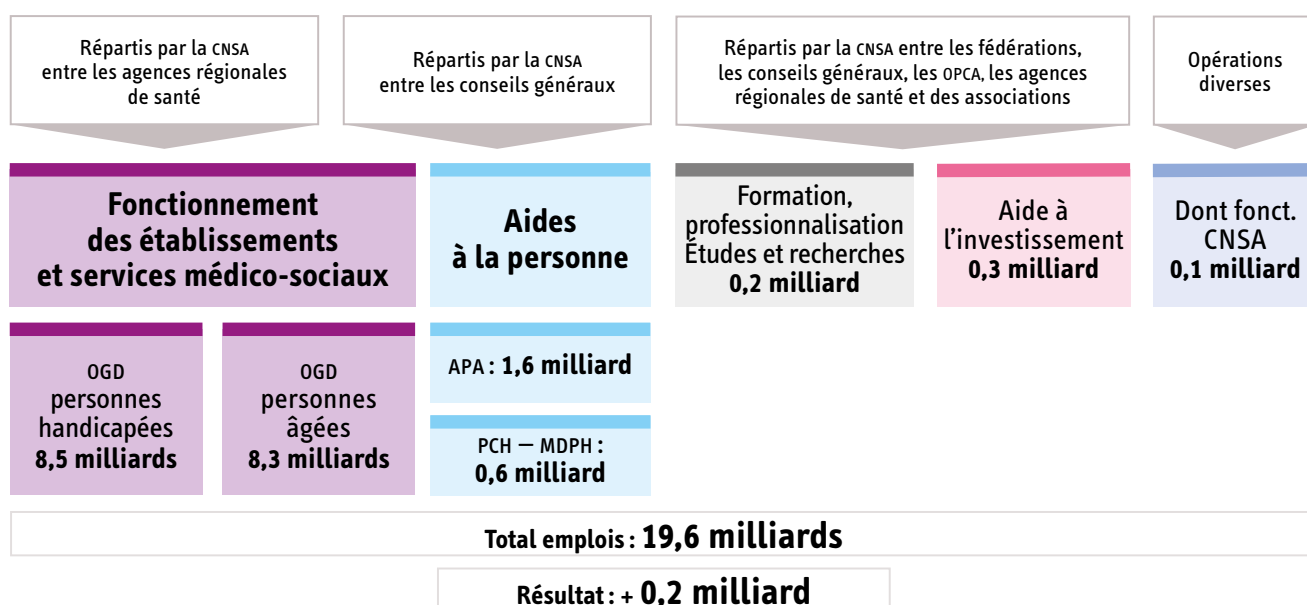 Répartis par la CNSA
entre les agences régionales
de santé
Répartis par la CNSA
entre les conseils généraux
Répartis par la CNSA entre les fédérations,
les conseils généraux, les OPCA, les agences
régionales de santé et des associations
Opérations
diverses
Fonctionnement
des établissements
et services médico-sociaux
Aides
à la personne
Formation,
professionnalisation
Études et recherches
0,2 milliard
Aide à
l’investissement
0,3 milliard
Dont fonct.
CNSA
0,1 milliard
OGD
personnes
handicapées
8,5 milliards
OGD
personnes
âgées
8,3 milliards
APA : 1,6 milliard
PCH – MDPH :
0,6 milliard
Total emplois : 19,6 milliards
Résultat : + 0,2 milliard